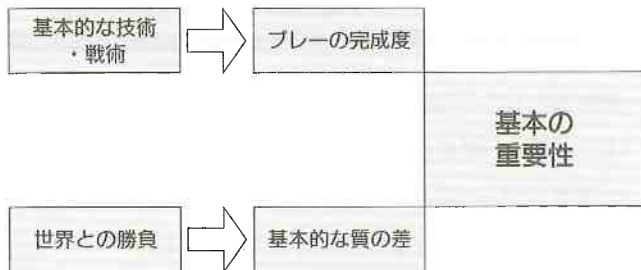 基本的な技術
・戦術
プレーの完成度
基本の
重要性
世界との勝負
基本的な質の差